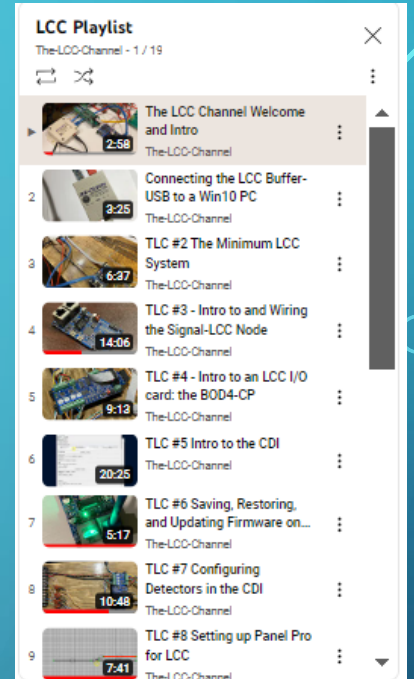 LCC Playlist
The-LCC-Channel - 1 / 19
The LCC Channel Welcome
and Intro
2:58
The-LCC-Channel
2
Connecting the LCC Buffer-
USB to a Win10 PC
3:25
The-LCC-Channel
3
TLC #2 The Minimum LCC
System
6:37
The-LCC-Channel
4
TLC #3 - Intro to and Wiring
the Signal-LCC Node
14:06
The-LCC-Channel
5
TLC #4 - Intro to an LCC I/O
card: the BOD4-CP
9:13
The-LCC-Channel
6
TLC #5 Intro to the CDI
The-LCC-Channel
20:25
7
TLC #6 Saving, Restoring,
and Updating Firmware on...
5:17
The-LCC-Channel
8
TLC #7 Configuring
Detectors in the CDI
10:48
The-LCC-Channel
9
TLC #8 Setting up Panel Pro
for LCC
7:41
The-LCC-Channel